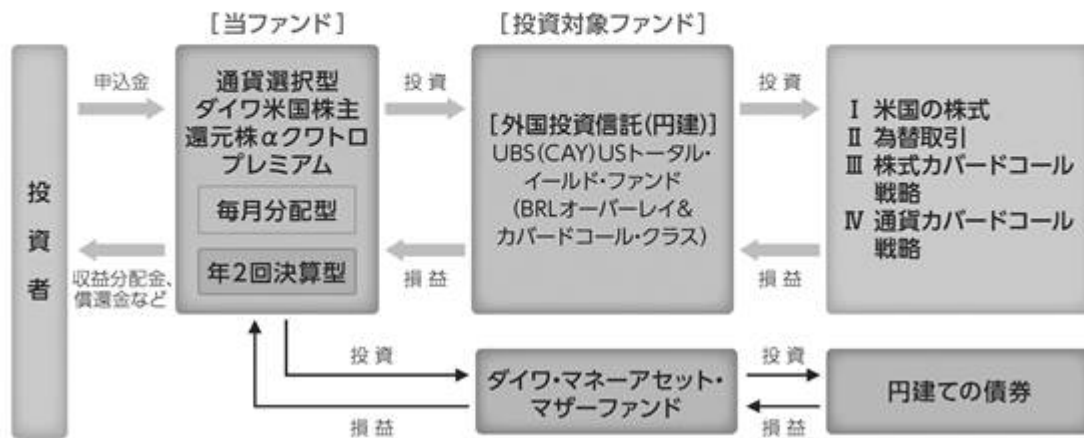 [当ファンド]
[投資対象ファンド]
投資者
申込金
収益分配金、
償還金など
通貨選択型
ダイワ米国株主
還元株αクワトロ
プレミアム
毎月分配型
年2回決算型
投資
損益
[外国投資信託(円建)]
UBS(CAY)USトータル・
イールド・ファンド
(BRLオーバーレイ&
カバードコール・クラス)
投資
損益
Ⅰ 米国の株式
Ⅱ 為替取引
Ⅲ 株式カバードコール
戦略
Ⅳ 通貨カバードコール
戦略
投資
損益
ダイワ・マネーアセット・
マザーファンド
投資
損益
円建ての債券